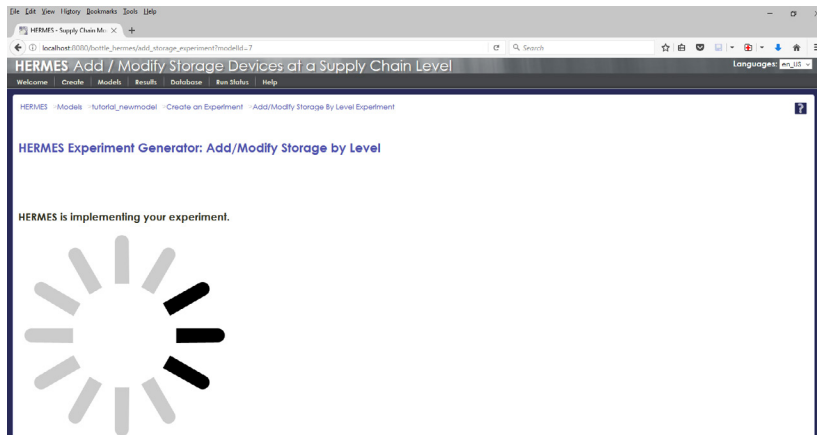 File Edit View History Bookmarks Tools Help
HERMES - Supply Chain Mo
localhost:8080/bottle_hermes/add_storage_experiment?modelId=7
Search
HERMES Add / Modify Storage Devices at a Supply Chain Level
Languages: en_US
Welcome Create Models Results Database Run Status Help
HERMES >Models >tutorial_newmodel >Create an Experiment >Add/Modify Storage By Level Experiment
?
HERMES Experiment Generator: Add/Modify Storage by Level
HERMES is implementing your experiment.